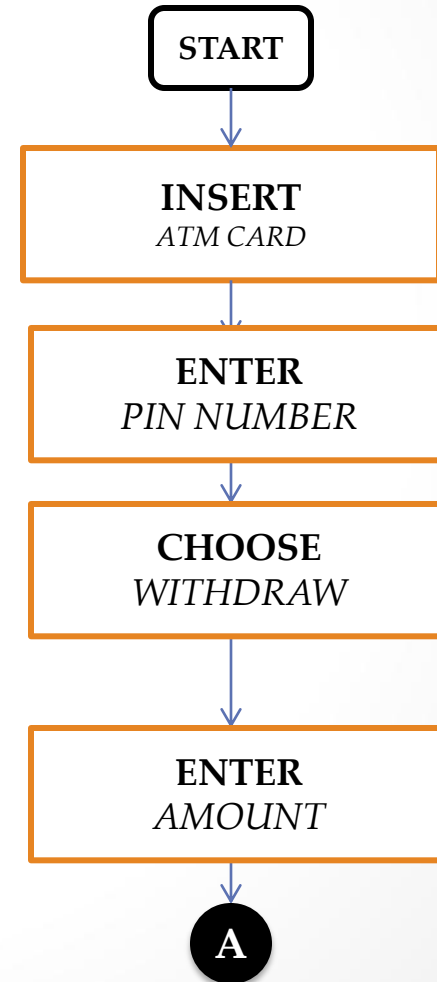 START
INSERT
ATM CARD
ENTER
PIN NUMBER
CHOOSE
WITHDRAW
ENTER
AMOUNT
A